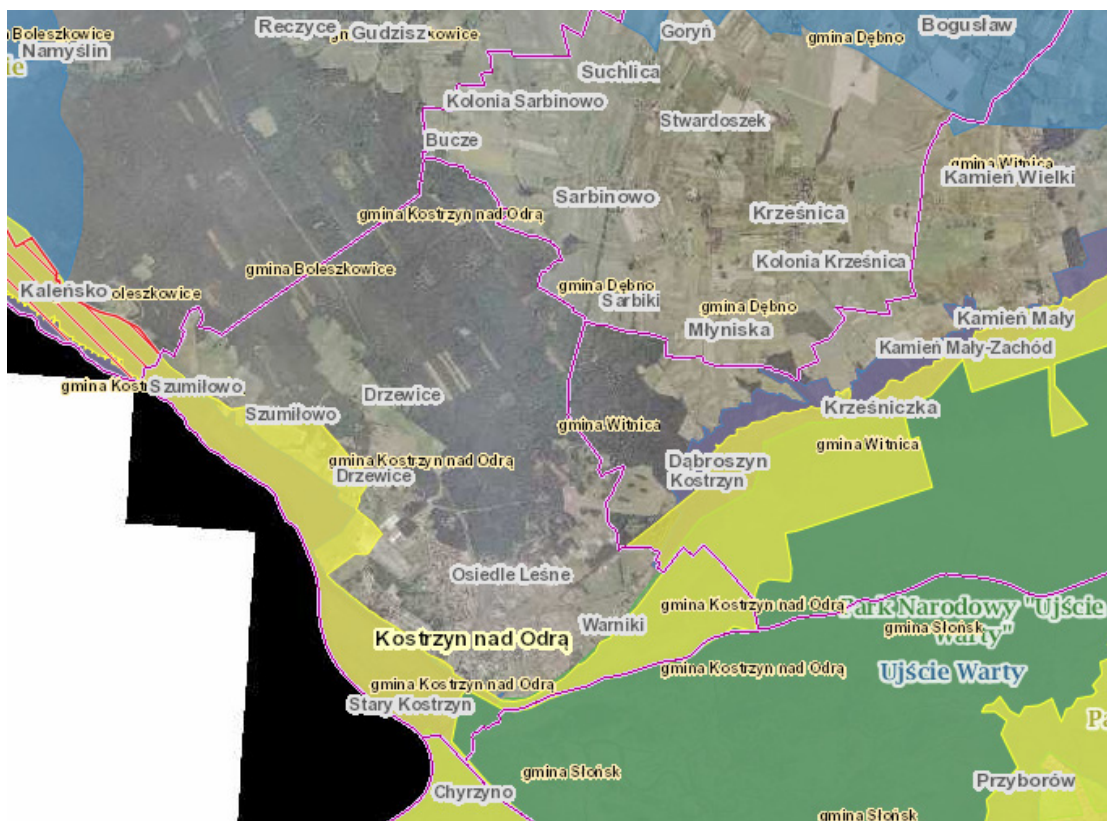 Reczyce
Gudzisz
kowice
Goryń
Bogusław
gmina Dębno
a Boleszkowice
Namyślin
ie
Suchlica
Kolonia Sarbinowo
Stwardoszek
Bucze
gmina Witnica
Kamień Wielki
Sarbinowo
Krześnica
gmina Kostrzyn nad Odrą
Kolonia Krześnica
gmina Boleszkowice
gmina Dębno
Kaleńsko
oleszkowice
Sarbiki
gmina Dębno
Młyniska
Kamień Mały
Kamień Mały-Zachód
gmina Kost
Szumiłowo
Drzewice
Szumiłowo
Krześniczka
gmina Witnica
gmina Witnica
gmina Kostrzyn nad Odrą
Drzewice
Dąbroszyn
Kostrzyn
Osiedle Leśne
gmina Kostrzyn nad Odrą
Park Narodowy "Ujście
Warty"
gmina Słońsk
Warniki
Kostrzyn nad Odrą
gmina Kostrzyn nad Odrą
Ujście Warty
gmina Kostrzyn nad Odrą
Stary Kostrzyn
Pa
gmina Słońsk
Przyborów
Chyrzyno
gmina Słońsk